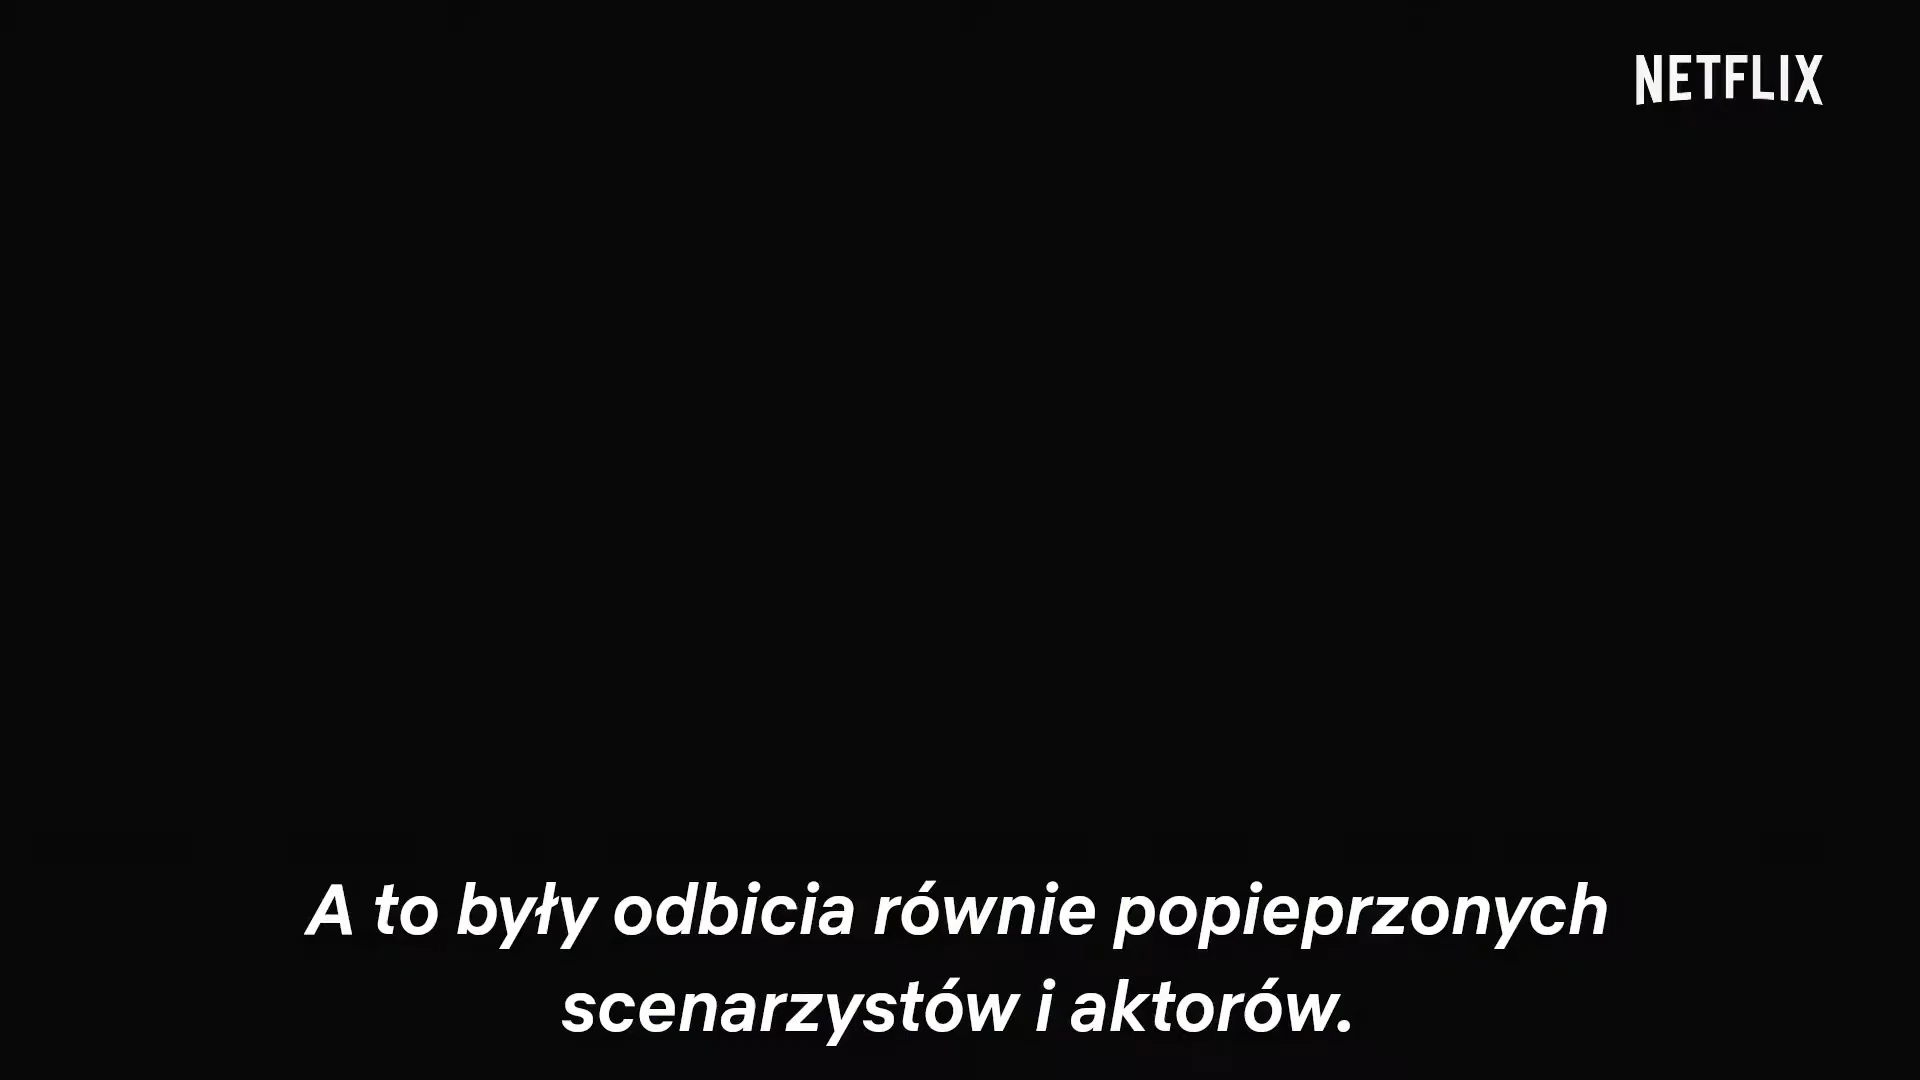 NETFLIX
A to były odbicia równie popieprzonych
scenarzystów i aktorów.